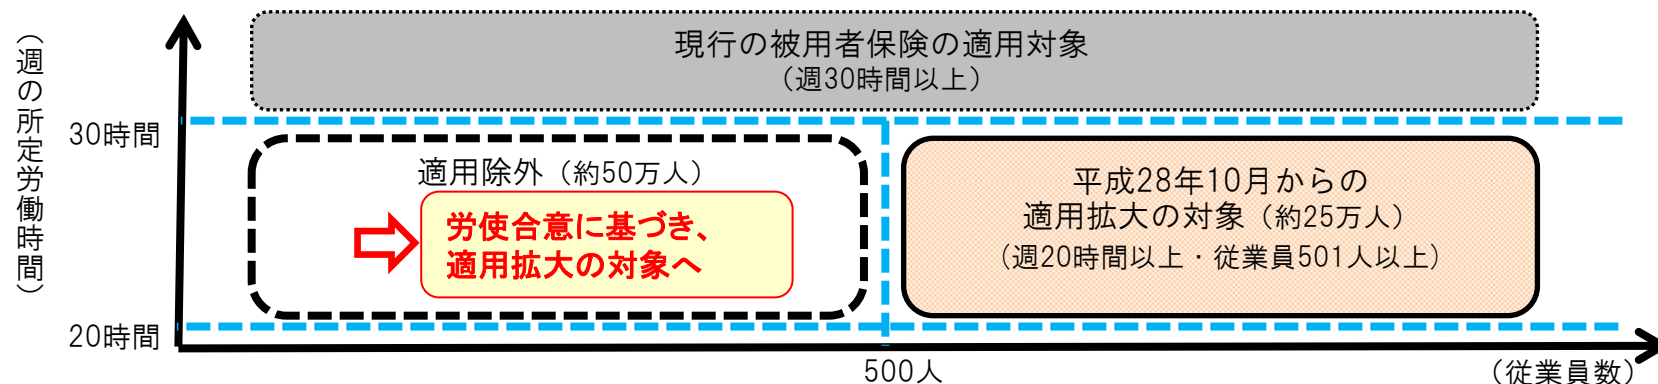 （週の所定労働時間）
現行の被用者保険の適用対象
（週30時間以上）
30時間
適用除外（約50万人）
労使合意に基づき、
適用拡大の対象へ
平成28年10月からの
適用拡大の対象（約25万人）
（週20時間以上・従業員501人以上）
20時間
500人
（従業員数）